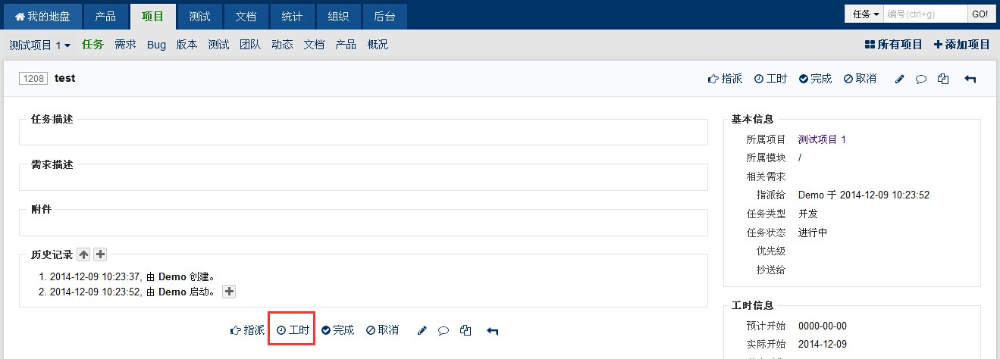 我的地盘 产品 项目 测试 文档 统计 组织 后台 任务 编号(ctrl+g) GO!
测试项目 1 任务 需求 Bug 版本 测试 团队 动态 文档 产品 概况 所有项目 添加项目
1208 test 指派 工时 完成 取消
任务描述
需求描述
附件
历史记录
1. 2014-12-09 10:23:37, 由 Demo 创建。
2. 2014-12-09 10:23:52, 由 Demo 启动。
指派 工时 完成 取消
基本信息
所属项目 测试项目 1
所属模块 /
相关需求
指派给 Demo 于 2014-12-09 10:23:52
任务类型 开发
任务状态 进行中
优先级
抄送给
工时信息
预计开始 0000-00-00
实际开始 2014-12-09